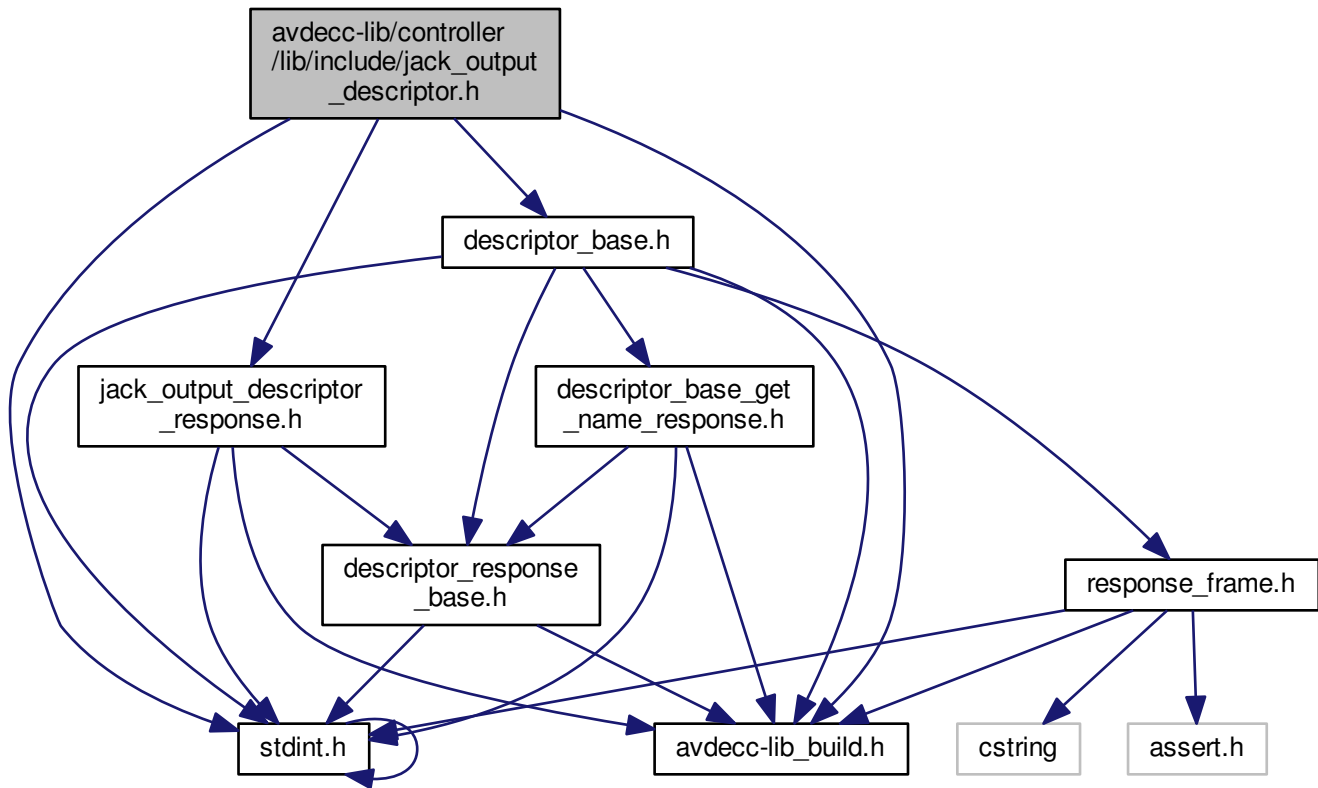 avdecc-lib/controller
/lib/include/jack_output
_descriptor.h
descriptor_base.h
jack_output_descriptor
_response.h
descriptor_base_get
_name_response.h
descriptor_response
_base.h
response_frame.h
stdint.h
avdecc-lib_build.h
cstring
assert.h